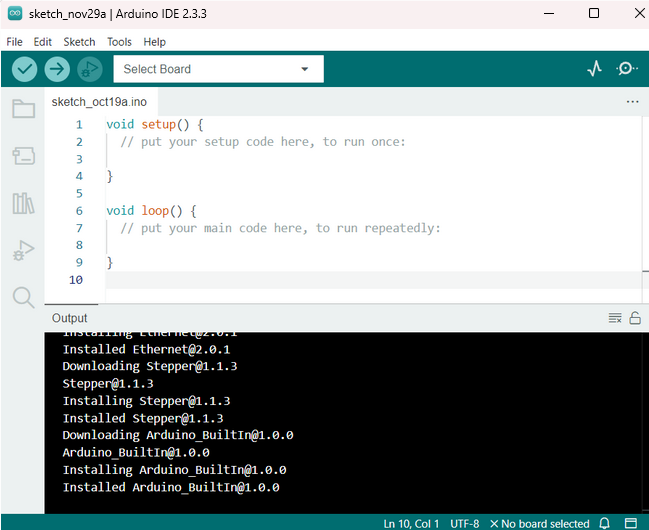 sketch_nov29a | Arduino IDE 2.3.3
File Edit Sketch Tools Help
Select Board
sketch_oct19a.ino
1 void setup() {
2 // put your setup code here, to run once:
3
4 }
5
6 void loop() {
7 // put your main code here, to run repeatedly:
8
9 }
10
Output
Installing Ethernet@2.0.1
Installed Ethernet@2.0.1
Downloading Stepper@1.1.3
Stepper@1.1.3
Installing Stepper@1.1.3
Installed Stepper@1.1.3
Downloading Arduino_BuiltIn@1.0.0
Arduino_BuiltIn@1.0.0
Installing Arduino_BuiltIn@1.0.0
Installed Arduino_BuiltIn@1.0.0
Ln 10, Col 1 UTF-8 No board selected